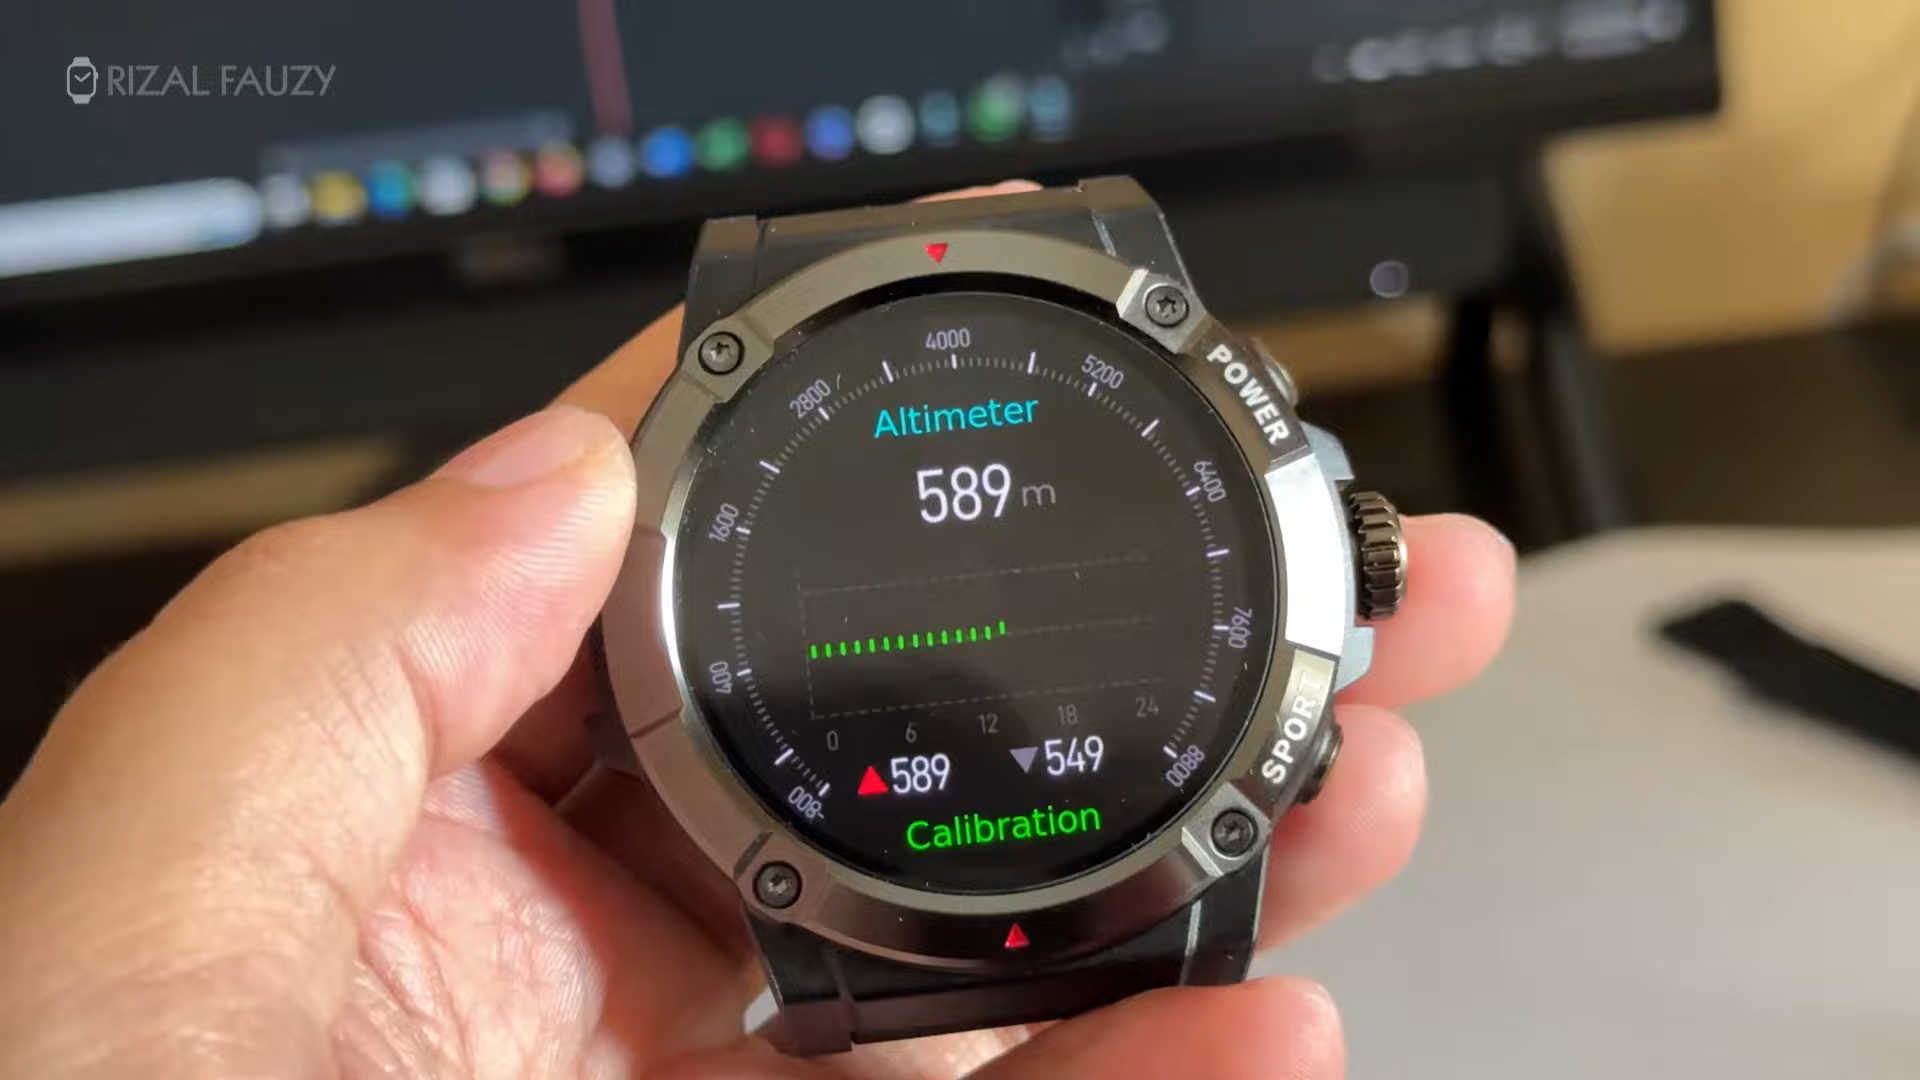 RIZAL FAUZY
4000
2800
5200
Altimeter
POWER
589 m
6400
1600
7600
400
0 6 12 18 24
SPORT
▲589 ▼549
-800
8800
Calibration